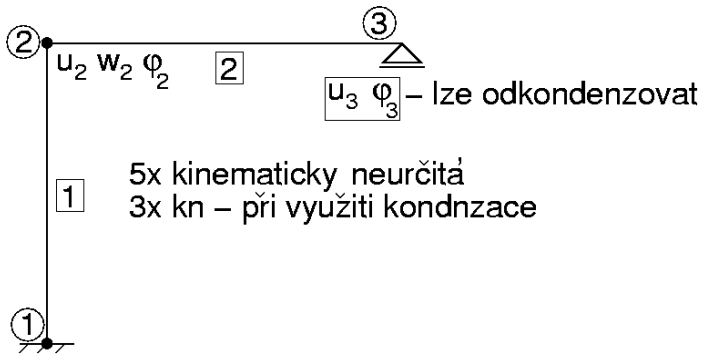 3
2
u₂ w₂ φ₂
2
u₃ φ₃ – lze odkondenzovat
1
5x kinematicky neurčitá
3x kn – při využiti kondnzace
1